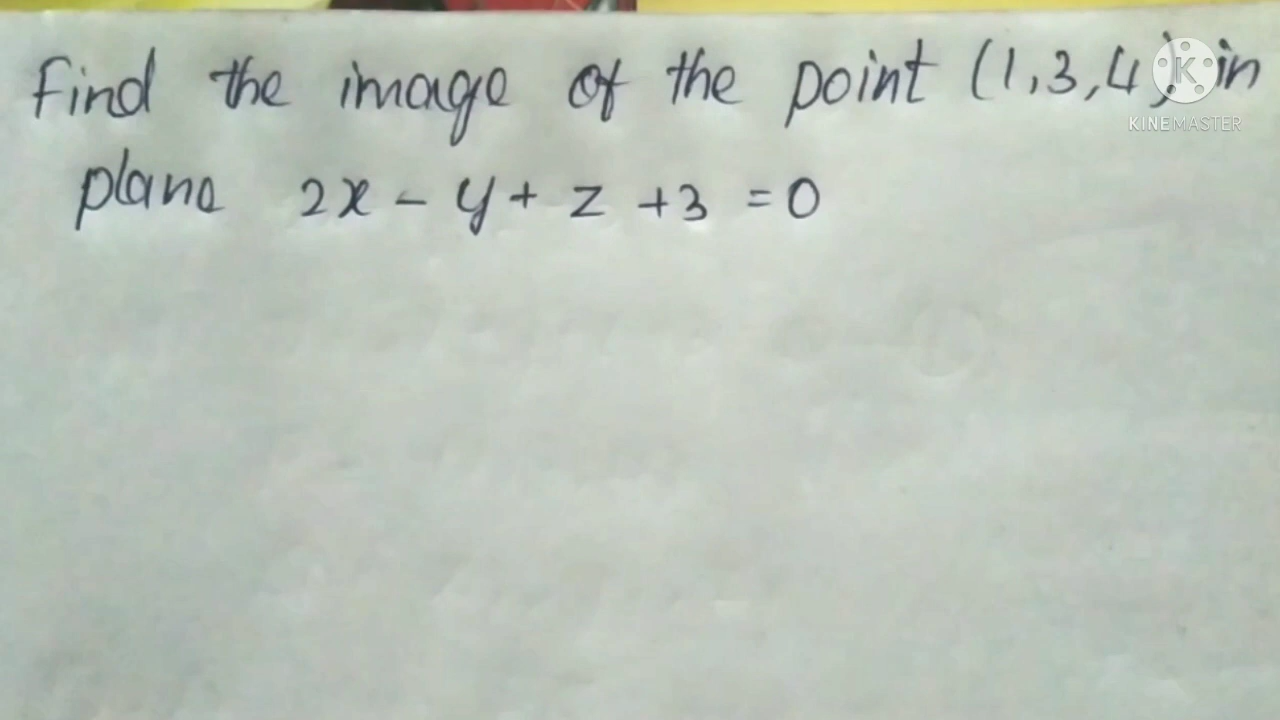 Find the image of the point (1,3,4) in
plane 2x - y + z + 3 = 0
K
KINEMASTER